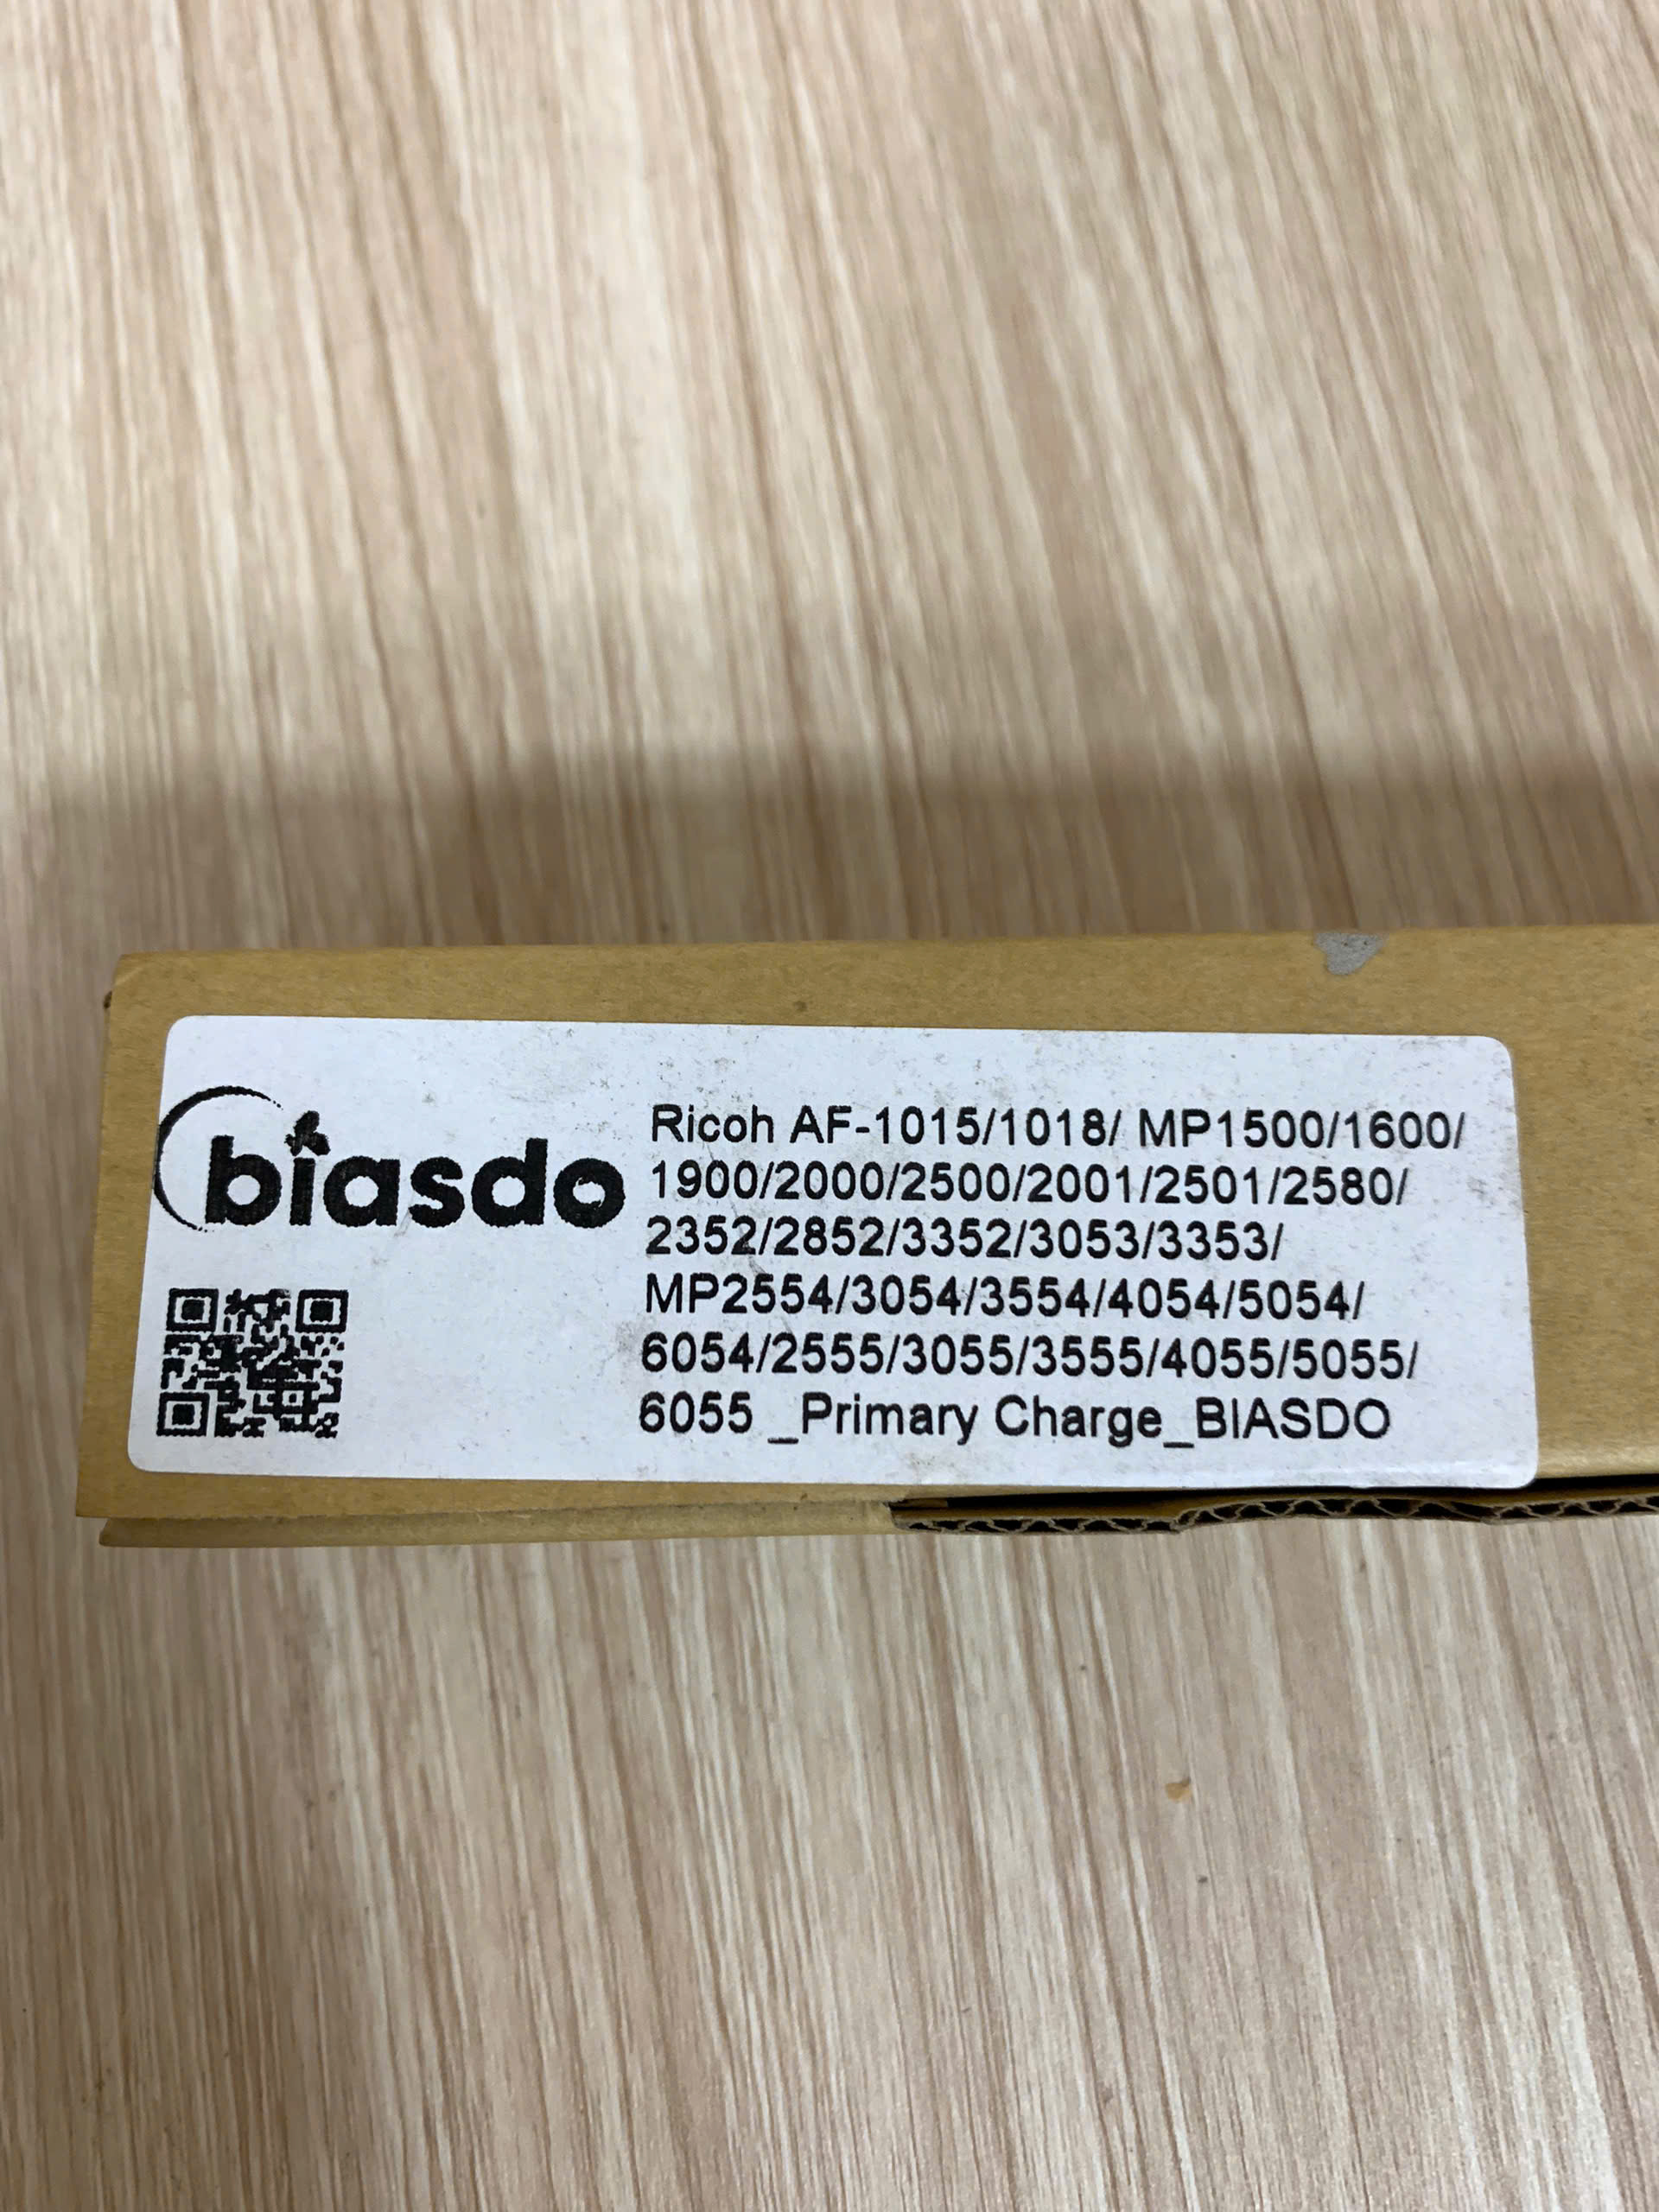 biasdo
Ricoh AF-1015/1018/ MP1500/1600/
1900/2000/2500/2001/2501/2580/
2352/2852/3352/3053/3353/
MP2554/3054/3554/4054/5054/
6054/2555/3055/3555/4055/5055/
6055 _Primary Charge_BIASDO